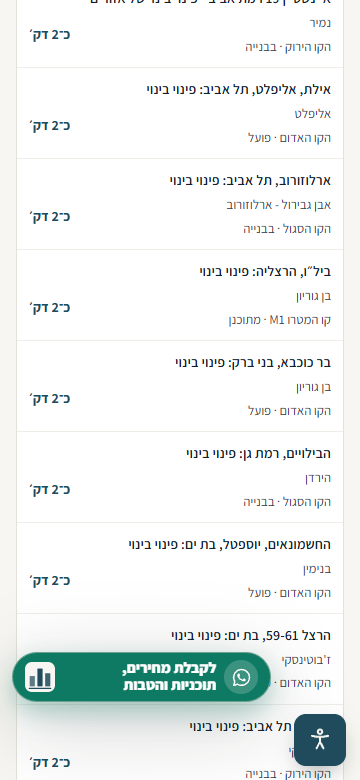 נמיר
הקו הירוק · בבנייה
כ־2 דק׳
אילת, אליפלט, תל אביב: פינוי בינוי
אליפלט
הקו האדום · פועל
כ־2 דק׳
ארלוזורוב, תל אביב: פינוי בינוי
אבן גבירול - ארלוזורוב
הקו הסגול · בבנייה
כ־2 דק׳
ביל״ו, הרצליה: פינוי בינוי
בן גוריון
קו המטרו M1 · מתוכנן
כ־2 דק׳
בר כוכבא, בני ברק: פינוי בינוי
בן גוריון
הקו האדום · פועל
כ־2 דק׳
הבילויים, רמת גן: פינוי בינוי
הירדן
הקו הסגול · בבנייה
כ־2 דק׳
החשמונאים, יוספטל, בת ים: פינוי בינוי
בנימין
הקו האדום · פועל
כ־2 דק׳
הרצל 59-61, בת ים: פינוי בינוי
ז'בוטינסקי
הקו האדום · פועל
לקבלת מחירים,
תוכניות והטבות
תל אביב: פינוי בינוי
הקו הירוק · בבנייה
כ־2 דק׳